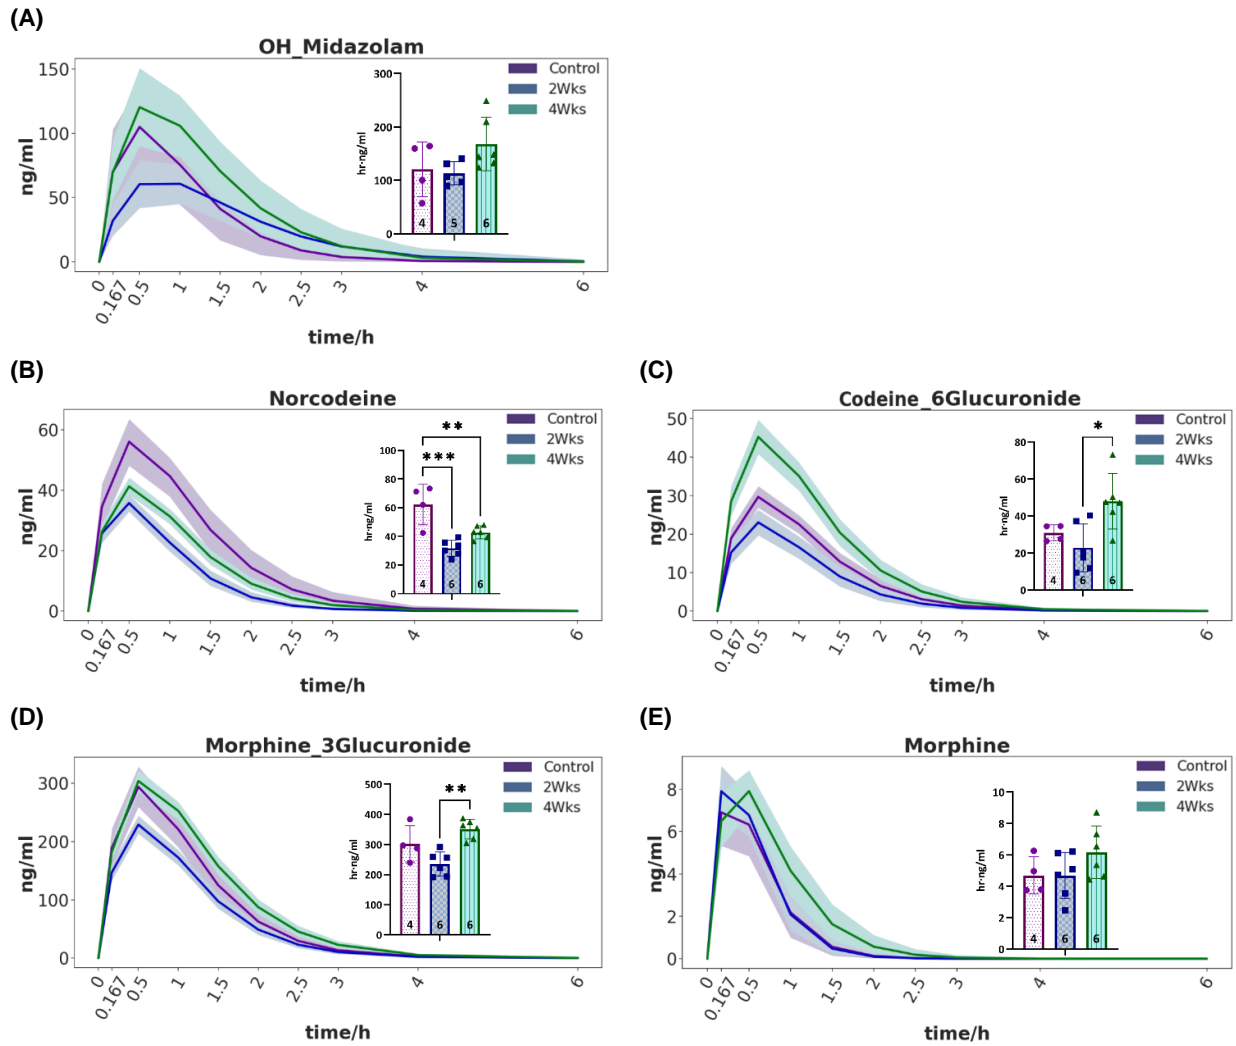 (A)
OH_Midazolam
Control
2Wks
4Wks
ng/ml
150
100
50
0
hr·ng/ml
300
200
100
0
4 5 6
0 0.167 0.5 1 1.5 2 2.5 3 4 6
time/h
(B)
Norcodeine
Control
2Wks
4Wks
ng/ml
60
40
20
0
hr·ng/ml
100
80
60
40
20
0
**
***
4 6 6
0 0.167 0.5 1 1.5 2 2.5 3 4 6
time/h
(C)
Codeine_6Glucuronide
Control
2Wks
4Wks
ng/ml
50
40
30
20
10
0
hr·ng/ml
80
60
40
20
0
*
4 6 6
0 0.167 0.5 1 1.5 2 2.5 3 4 6
time/h
(D)
Morphine_3Glucuronide
Control
2Wks
4Wks
ng/ml
300
200
100
0
hr·ng/ml
500
400
300
200
100
0
**
4 6 6
0 0.167 0.5 1 1.5 2 2.5 3 4 6
time/h
(E)
Morphine
Control
2Wks
4Wks
ng/ml
8
6
4
2
0
hr·ng/ml
10
8
6
4
2
0
4 6 6
0 0.167 0.5 1 1.5 2 2.5 3 4 6
time/h